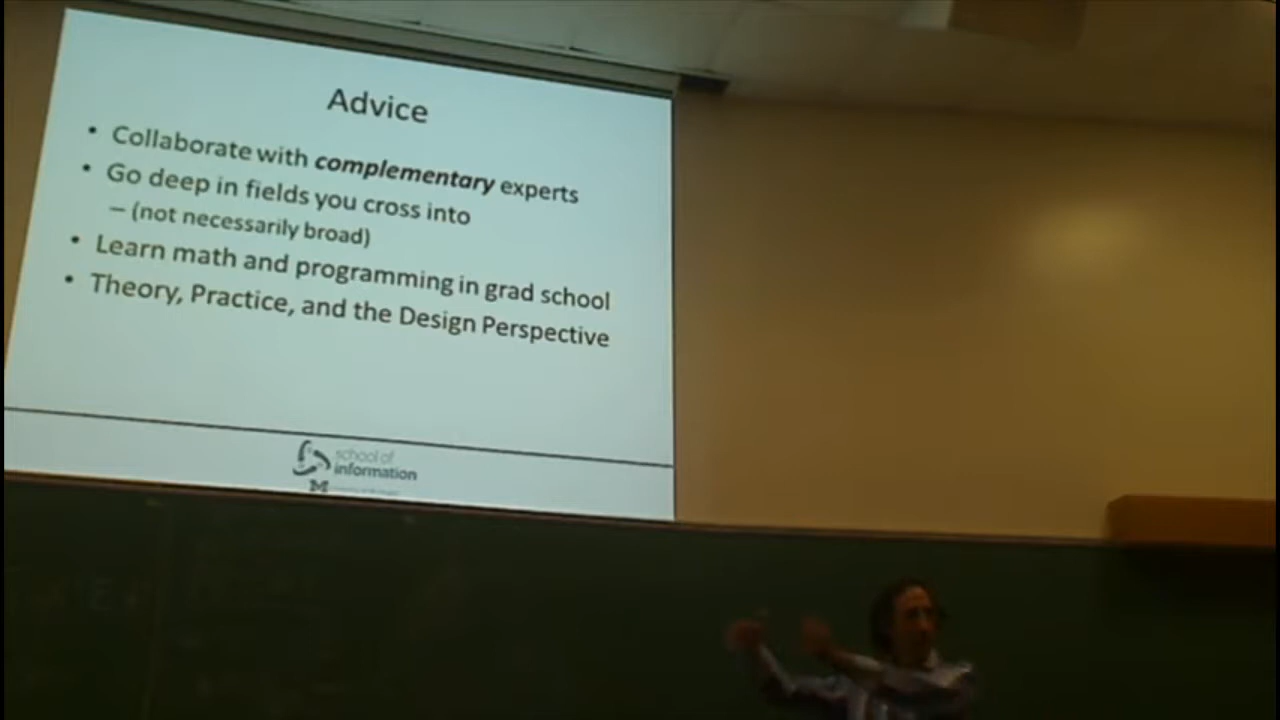 Advice
• Collaborate with complementary experts
• Go deep in fields you cross into
– (not necessarily broad)
• Learn math and programming in grad school
• Theory, Practice, and the Design Perspective
school of
information
M